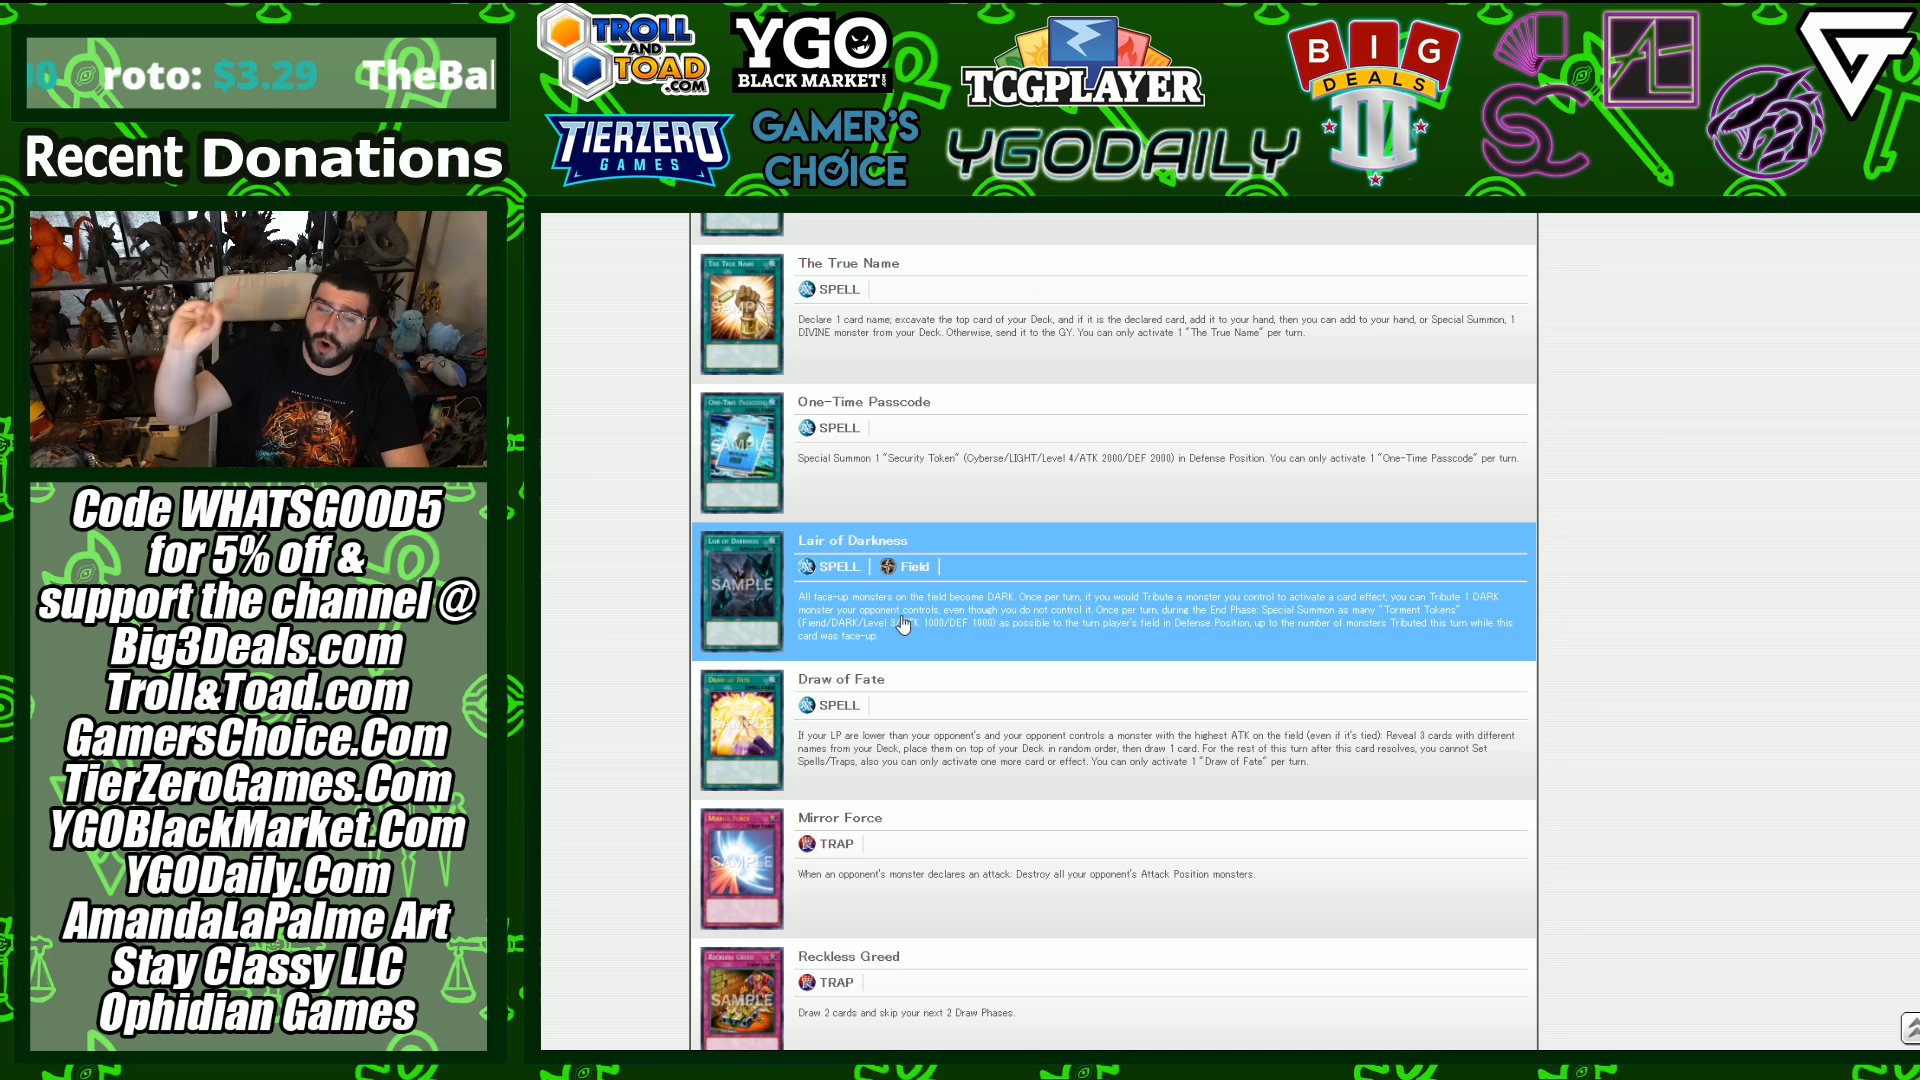 roto: $3.29 TheBal
Recent Donations
TROLL
AND
TOAD
.COM
YGO
BLACK MARKET
.COM
TCGPLAYER
BIG
DEALS
III
TIERZERO
GAMES
GAMER'S
CHOICE
YGODAILY
Code WHATSGOOD5
for 5% off &
support the channel @
Big3Deals.com
Troll&Toad.com
GamersChoice.Com
TierZeroGames.Com
YGOBlackMarket.Com
YGODaily.Com
AmandaLaPalme Art
Stay Classy LLC
Ophidian Games
The True Name
SPELL
Declare 1 card name; excavate the top card of your Deck, and if it is the declared card, add it to your hand, then you can add to your hand, or Special Summon, 1
DIVINE monster from your Deck. Otherwise, send it to the GY. You can only activate 1 "The True Name" per turn.
One-Time Passcode
SPELL
Special Summon 1 "Security Token" (Cyberse/LIGHT/Level 4/ATK 2000/DEF 2000) in Defense Position. You can only activate 1 "One-Time Passcode" per turn.
Lair of Darkness
SPELL | Field |
All face-up monsters on the field become DARK. Once per turn, if you would Tribute a monster you control to activate a card effect, you can Tribute 1 DARK
monster your opponent controls, even though you do not control it. Once per turn, during the End Phase: Special Summon as many "Torment Tokens"
(Fiend/DARK/Level 3/ATK 1000/DEF 1000) as possible to the turn player's field in Defense Position, up to the number of monsters Tributed this turn while this
card was face-up.
Draw of Fate
SPELL
If your LP are lower than your opponent's and your opponent controls a monster with the highest ATK on the field (even if it's tied): Reveal 3 cards with different
names from your Deck, place them on top of your Deck in random order, then draw 1 card. For the rest of this turn after this card resolves, you cannot Set
Spells/Traps, also you can only activate one more card or effect. You can only activate 1 "Draw of Fate" per turn.
Mirror Force
TRAP
When an opponent's monster declares an attack: Destroy all your opponent's Attack Position monsters.
Reckless Greed
TRAP
Draw 2 cards and skip your next 2 Draw Phases.